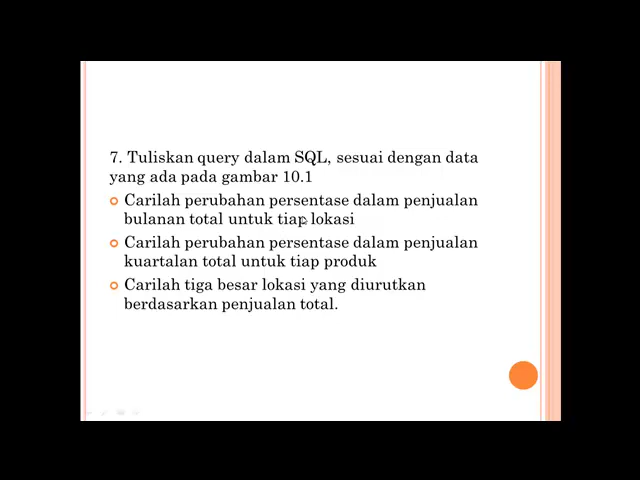 7. Tuliskan query dalam SQL, sesuai dengan data
yang ada pada gambar 10.1
Carilah perubahan persentase dalam penjualan
bulanan total untuk tiap lokasi
Carilah perubahan persentase dalam penjualan
kuartalan total untuk tiap produk
Carilah tiga besar lokasi yang diurutkan
berdasarkan penjualan total.